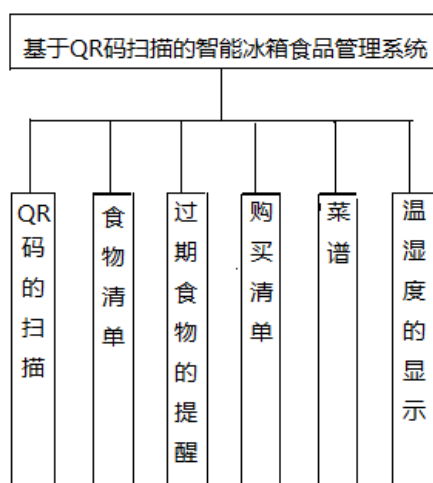 基于QR码扫描的智能冰箱食品管理系统
QR码的扫描
食物清单
过期食物的提醒
购买清单
菜谱
温湿度的显示